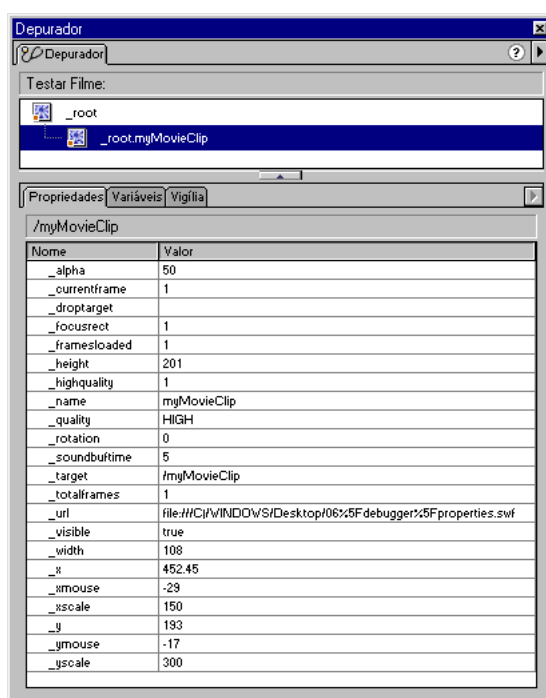 Depurador
Depurador
Testar Filme:
_root
_root.myMovieClip
Propriedades Variáveis Vigília
/myMovieClip
Nome Valor
_alpha 50
_currentframe 1
_droptarget
_focusrect 1
_framesloaded 1
_height 201
_highquality 1
_name myMovieClip
_quality HIGH
_rotation 0
_soundbuftime 5
_target /myMovieClip
_totalframes 1
_url file:///C|/WINDOWS/Desktop/06%5Fdebugger%5Fproperties.swf
_visible true
_width 108
_x 452.45
_xmouse -29
_xscale 150
_y 193
_ymouse -17
_yscale 300